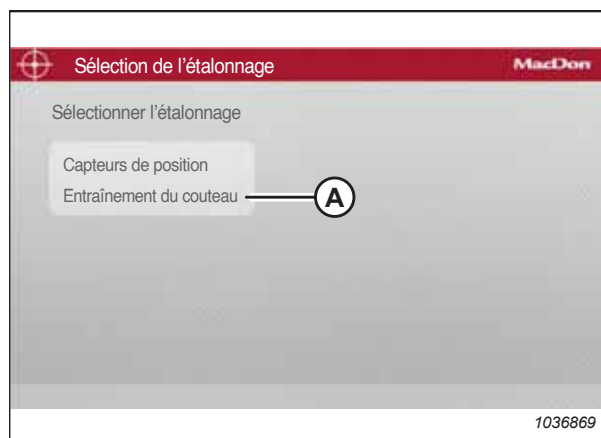 Sélection de l'étalonnage MacDon
Sélectionner l'étalonnage
Capteurs de position
Entraînement du couteau A
1036869